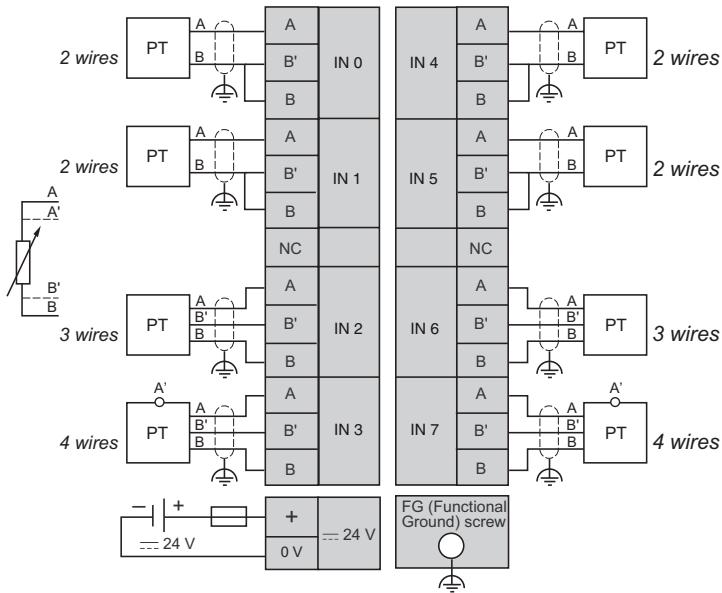 2 wires
PT
A
B
A
B'
B
IN 0
2 wires
PT
A
B
A
B'
B
IN 1
NC
A
A'
B'
B
3 wires
PT
A
B'
B
A
B'
B
IN 2
4 wires
A'
PT
A
B'
B
A
B'
B
IN 3
− +
⎓ 24 V
+
0 V
⎓ 24 V
IN 4
A
B'
B
A
B
PT
2 wires
IN 5
A
B'
B
A
B
PT
2 wires
NC
IN 6
A
B'
B
A
B'
B
PT
3 wires
IN 7
A
B'
B
A
B'
B
A'
PT
4 wires
FG (Functional
Ground) screw